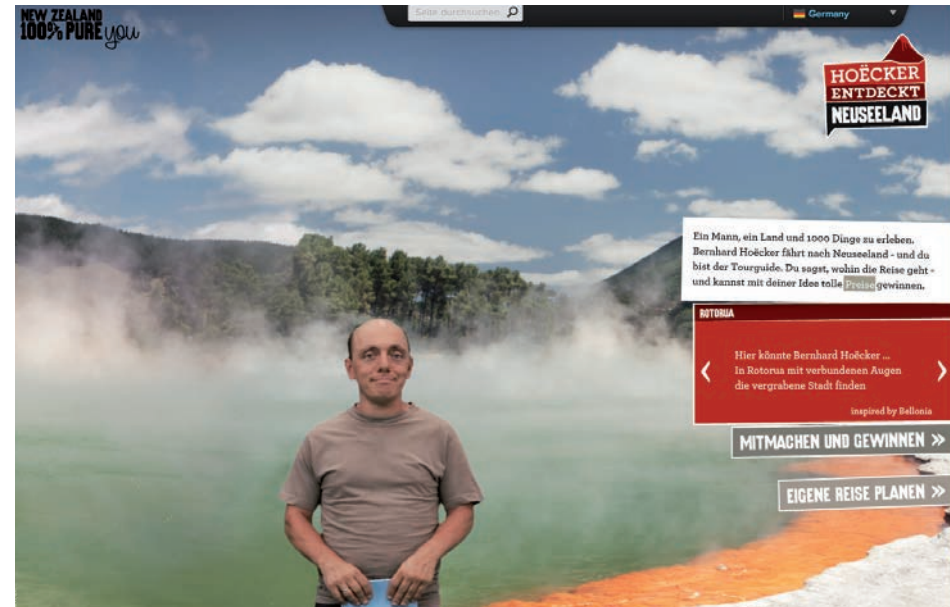 NEW ZEALAND
100% PURE you
Seite durchsuchen
Germany
HOËCKER
ENTDECKT
NEUSEELAND
Ein Mann, ein Land und 1000 Dinge zu erleben.
Bernhard Hoëcker fährt nach Neuseeland - und du
bist der Tourguide. Du sagst, wohin die Reise geht -
und kannst mit deiner Idee tolle Preise gewinnen.
ROTORUA
Hier könnte Bernhard Hoëcker ...
In Rotorua mit verbundenen Augen
die vergrabene Stadt finden
inspired by Bellonia
MITMACHEN UND GEWINNEN »
EIGENE REISE PLANEN »